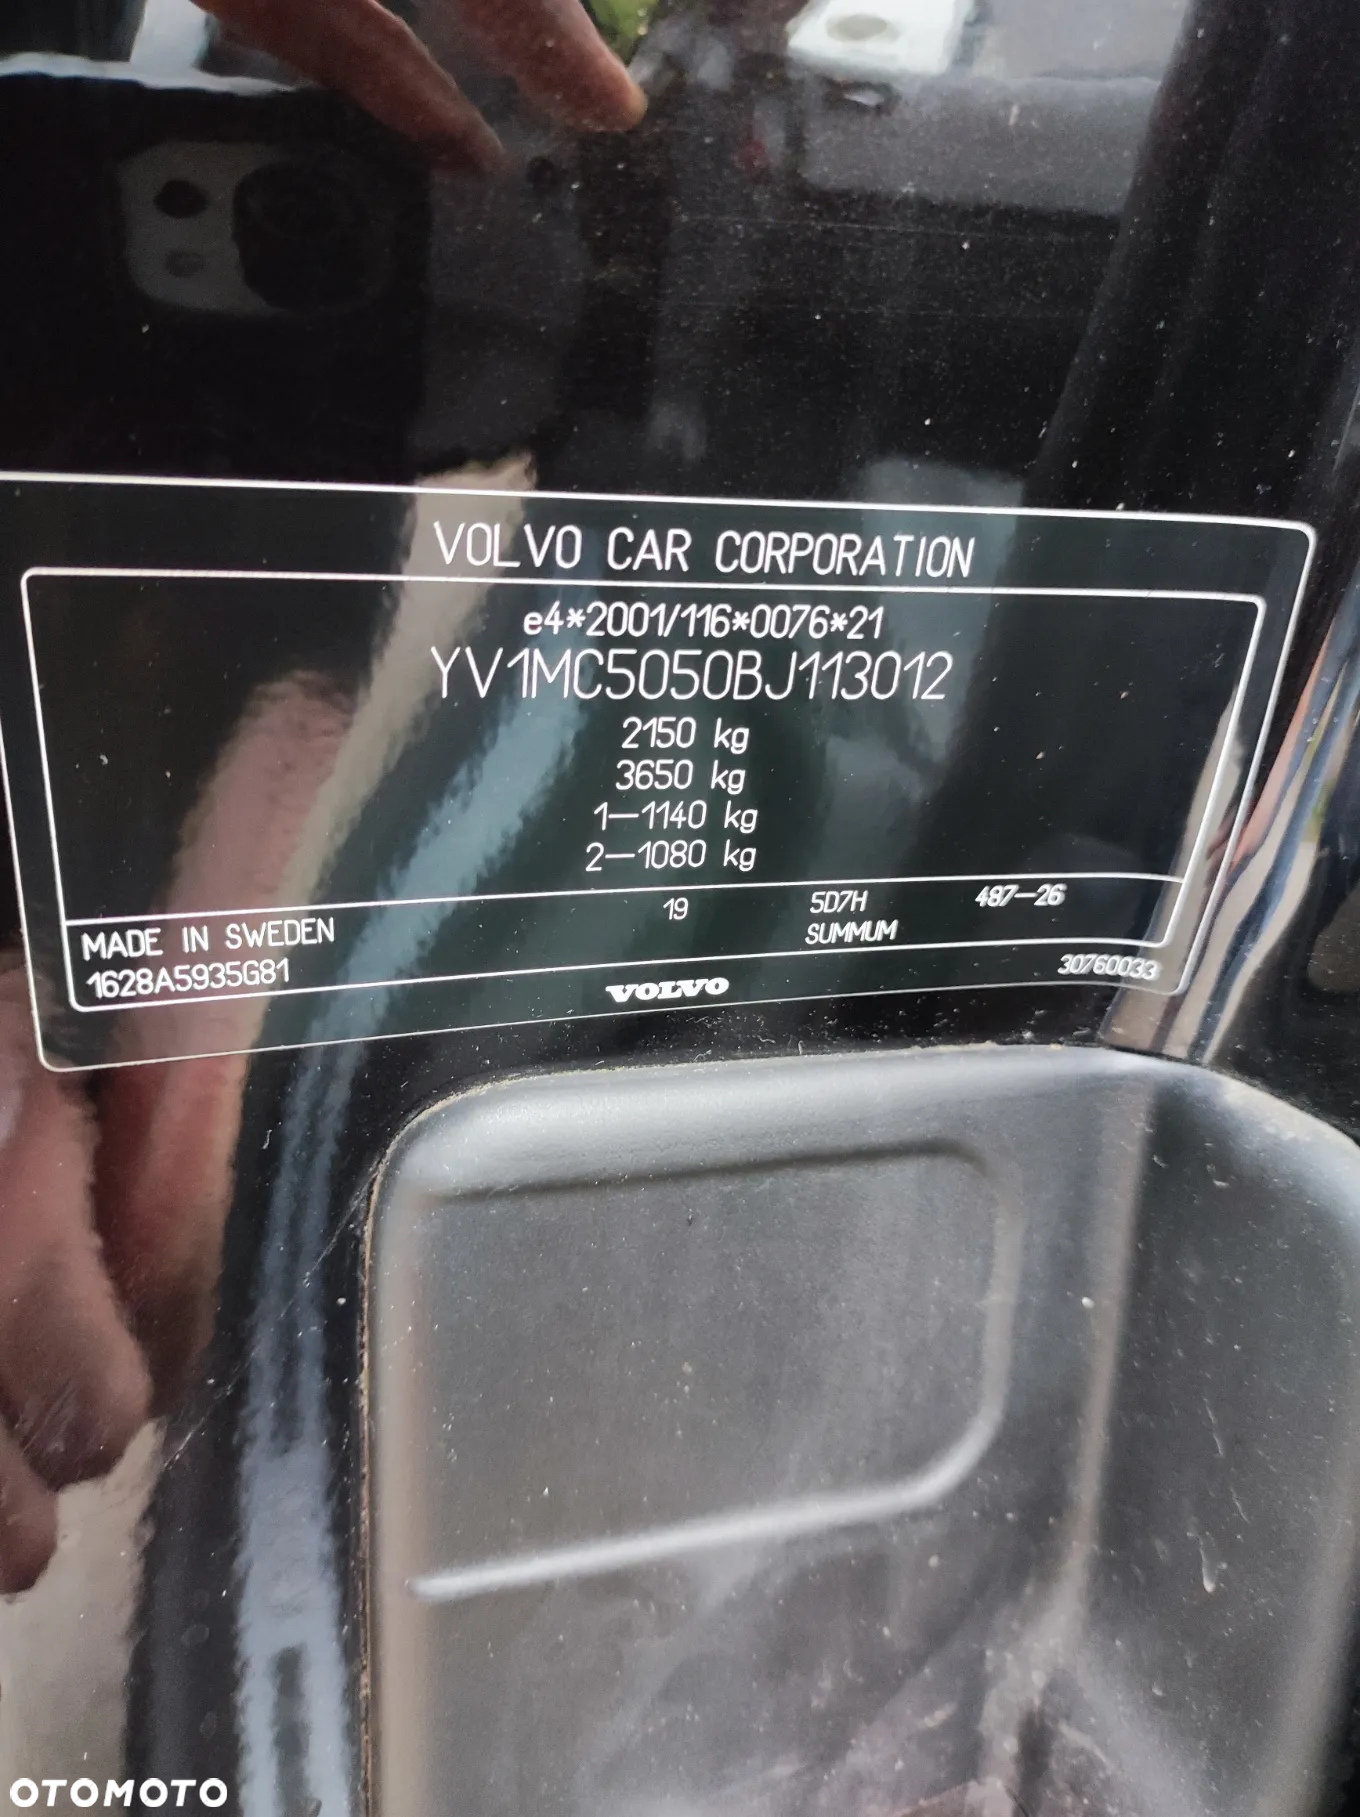 VOLVO CAR CORPORATION
e4*2001/116*0076*21
YV1MC5050BJ113012
2150 kg
3650 kg
1-1140 kg
2-1080 kg
MADE IN SWEDEN 19 5D7H 487-26
1628A5935G81 SUMMUM 30760033
VOLVO
OTOMOTO